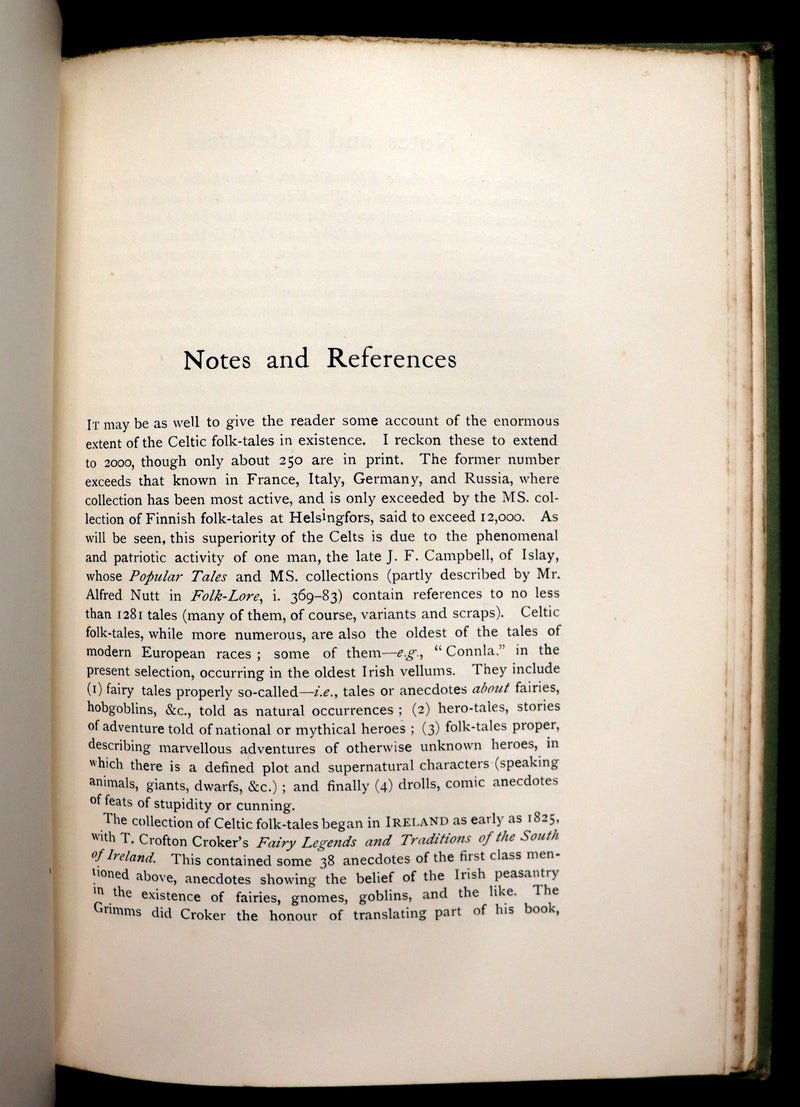 Notes and References
IT may be as well to give the reader some account of the enormous
extent of the Celtic folk-tales in existence. I reckon these to extend
to 2000, though only about 250 are in print. The former number
exceeds that known in France, Italy, Germany, and Russia, where
collection has been most active, and is only exceeded by the MS. col-
lection of Finnish folk-tales at Helsingfors, said to exceed 12,000. As
will be seen, this superiority of the Celts is due to the phenomenal
and patriotic activity of one man, the late J. F. Campbell, of Islay,
whose Popular Tales and MS. collections (partly described by Mr.
Alfred Nutt in Folk-Lore, i. 369-83) contain references to no less
than 1281 tales (many of them, of course, variants and scraps). Celtic
folk-tales, while more numerous, are also the oldest of the tales of
modern European races ; some of them—e.g., “Connla.” in the
present selection, occurring in the oldest Irish vellums. They include
(1) fairy tales properly so-called—i.e., tales or anecdotes about fairies,
hobgoblins, &c., told as natural occurrences ; (2) hero-tales, stories
of adventure told of national or mythical heroes ; (3) folk-tales proper,
describing marvellous adventures of otherwise unknown heroes, in
which there is a defined plot and supernatural characters (speaking
animals, giants, dwarfs, &c.) ; and finally (4) drolls, comic anecdotes
of feats of stupidity or cunning.
The collection of Celtic folk-tales began in IRELAND as early as 1825,
with T. Crofton Croker's Fairy Legends and Traditions of the South
of Ireland. This contained some 38 anecdotes of the first class men-
tioned above, anecdotes showing the belief of the Irish peasantry
in the existence of fairies, gnomes, goblins, and the like. The
Grimms did Croker the honour of translating part of his book,